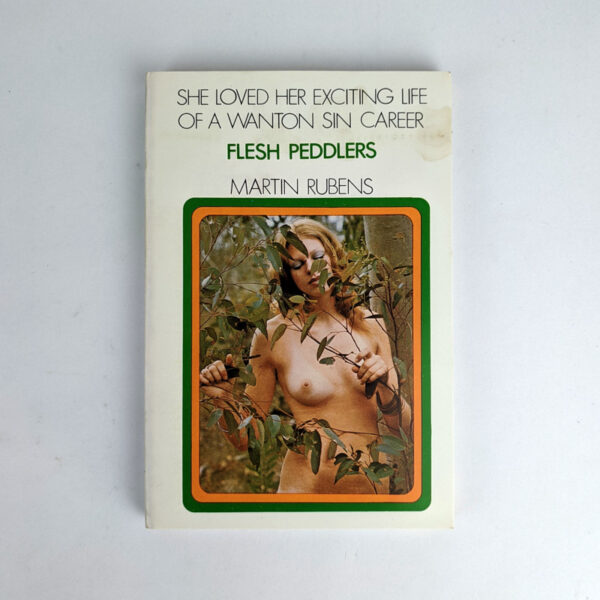 SHE LOVED HER EXCITING LIFE
OF A WANTON SIN CAREER
FLESH PEDDLERS
MARTIN RUBENS